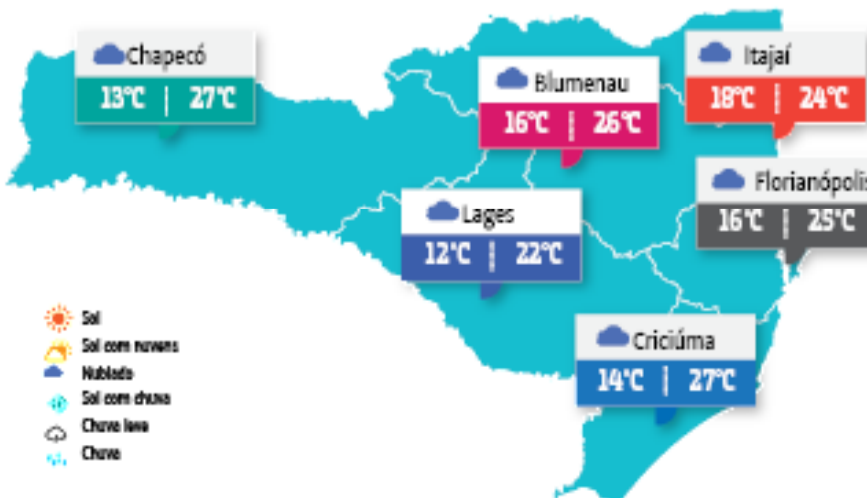 Chapecó
13°C | 27°C
Blumenau
16°C | 26°C
Itajaí
18°C | 24°C
Florianópolis
16°C | 25°C
Lages
12°C | 22°C
Criciúma
14°C | 27°C
Sol
Sol com nuvens
Nublado
Sol com chuva
Chuva leve
Chuva